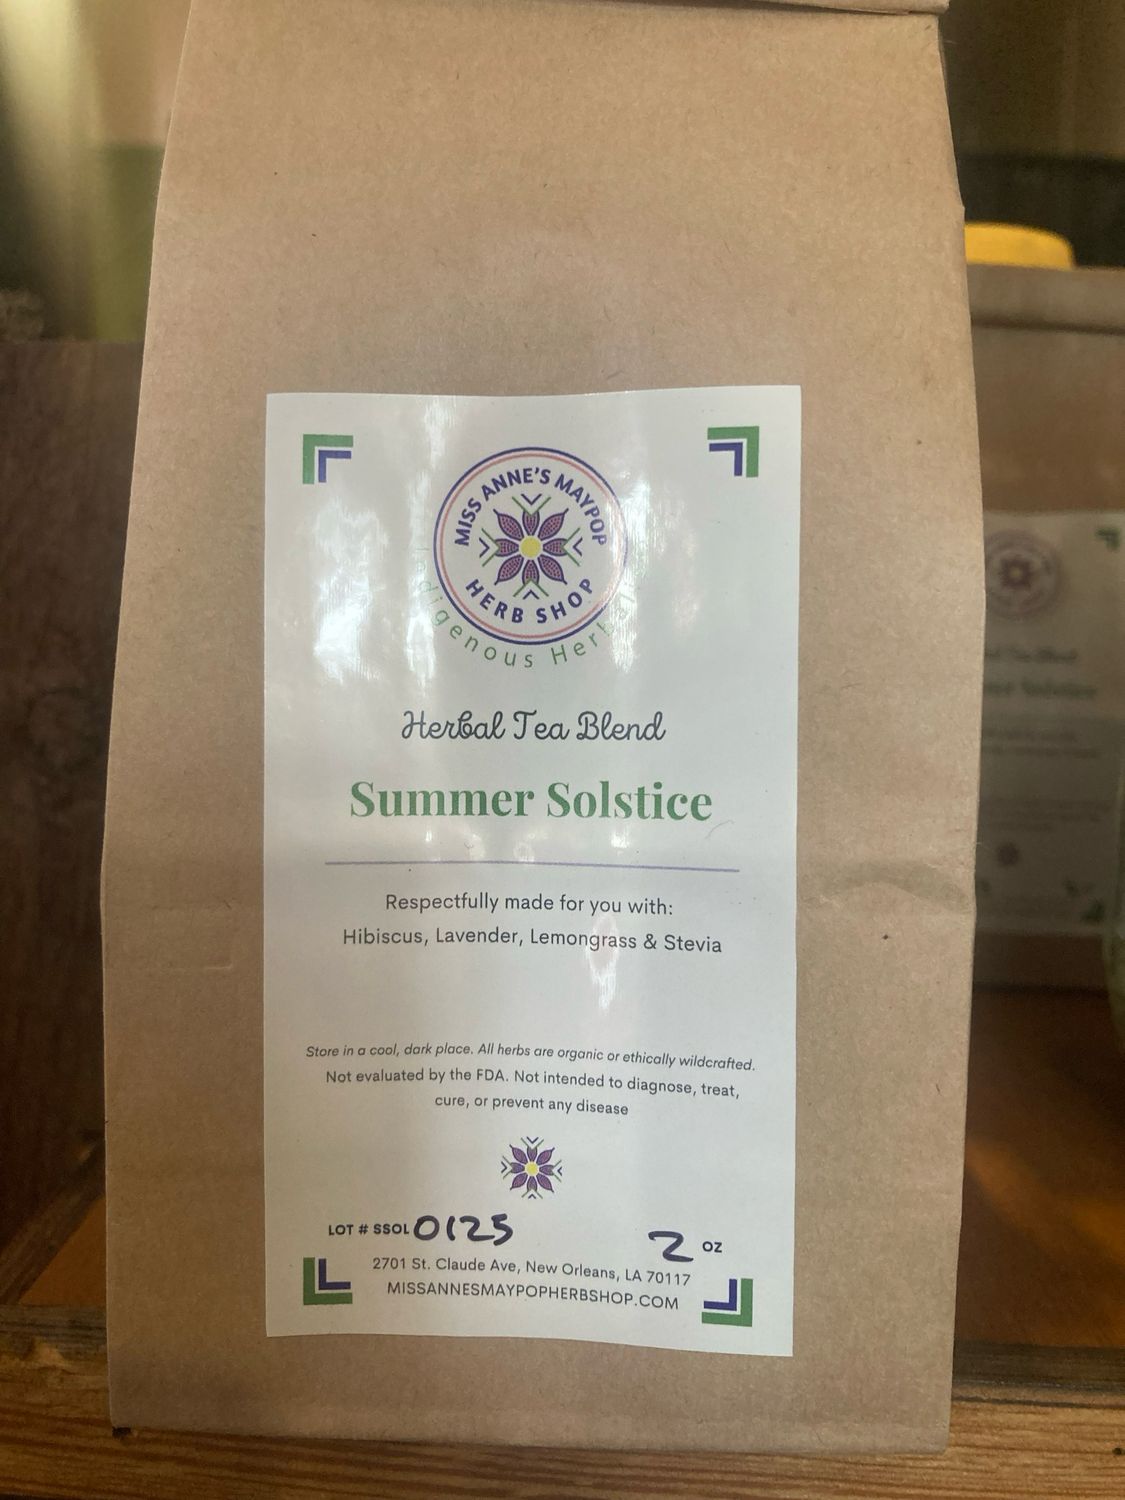 MISS ANNE'S MAYPOP
HERB SHOP
Indigenous
Herbal Tea Blend
Summer Solstice
Respectfully made for you with:
Hibiscus, Lavender, Lemongrass & Stevia
Store in a cool, dark place. All herbs are organic or ethically wildcrafted.
Not evaluated by the FDA. Not intended to diagnose, treat,
cure, or prevent any disease
LOT # SSOL 0125
2 OZ
2701 St. Claude Ave, New Orleans, LA 70117
MISSANNESMAYPOPHERBSHOP.COM